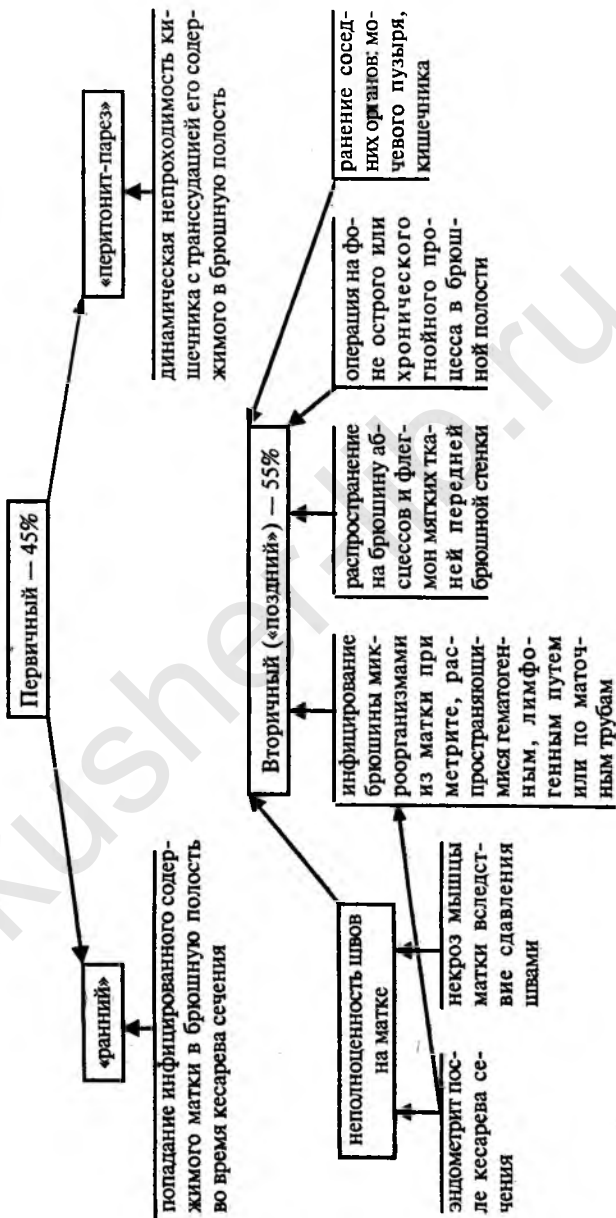 Первичный — 45%
«ранний»
«перитонит-парез»
попадание инфицированного содер-
жимого матки в брюшную полость
во время кесарева сечения
динамическая непроходимость ки-
шечника с транссудацией его содер-
жимого в брюшную полость
Вторичный («поздний») — 55%
неполноценность швов
на матке
эндометрит пос-
ле кесарева се-
чения
некроз мышцы
матки вследст-
вие сдавления
швами
инфицирование
брюшины мик-
роорганизмами
из матки при
метрите, рас-
пространяющи-
мися гематоген-
ным, лимфо-
генным путем
или по маточ-
ным трубам
распространение
на брюшину аб-
сцессов и флег-
мон мягких тка-
ней передней
брюшной стенки
операция на фо-
не острого или
хронического
гнойного про-
цесса в брюш-
ной полости
ранение сосед-
них органов: мо-
чевого пузыря,
кишечника
kusher-lib.ru